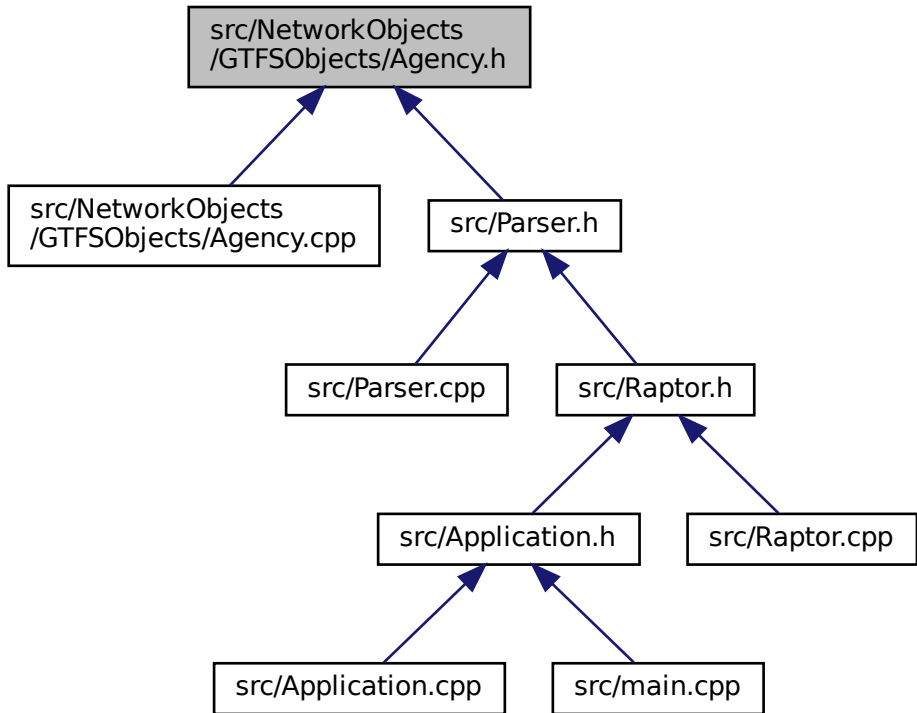 src/NetworkObjects
/GTFSObjects/Agency.h
src/NetworkObjects
/GTFSObjects/Agency.cpp
src/Parser.h
src/Parser.cpp
src/Raptor.h
src/Application.h
src/Raptor.cpp
src/Application.cpp
src/main.cpp